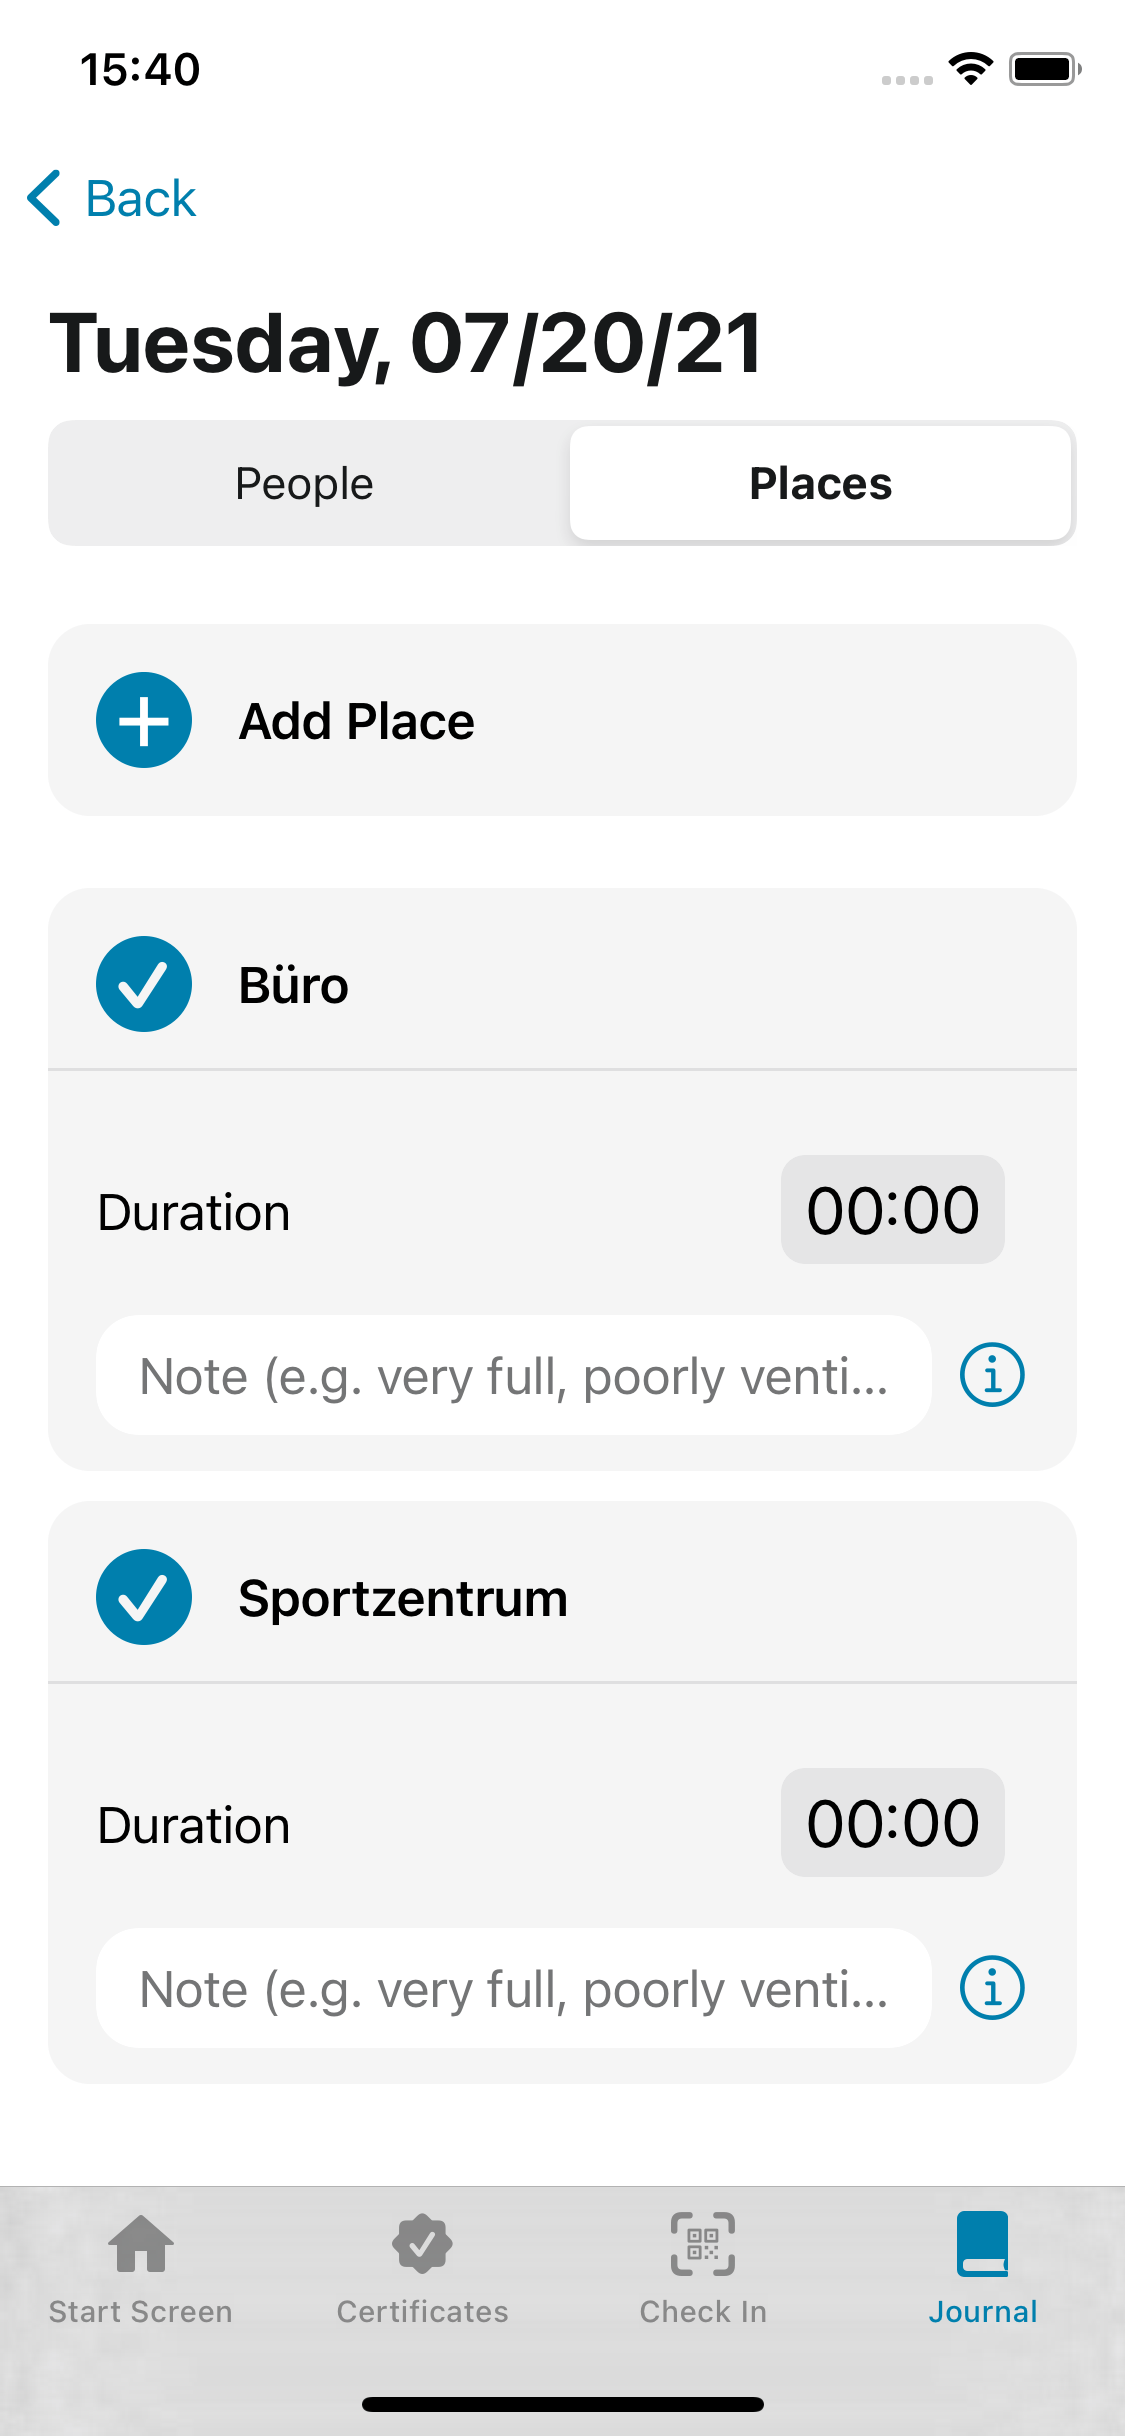 15:40
Back
Tuesday, 07/20/21
People
Places
Add Place
Büro
Duration
00:00
Note (e.g. very full, poorly venti...
Sportzentrum
Duration
00:00
Note (e.g. very full, poorly venti...
Start Screen
Certificates
Check In
Journal